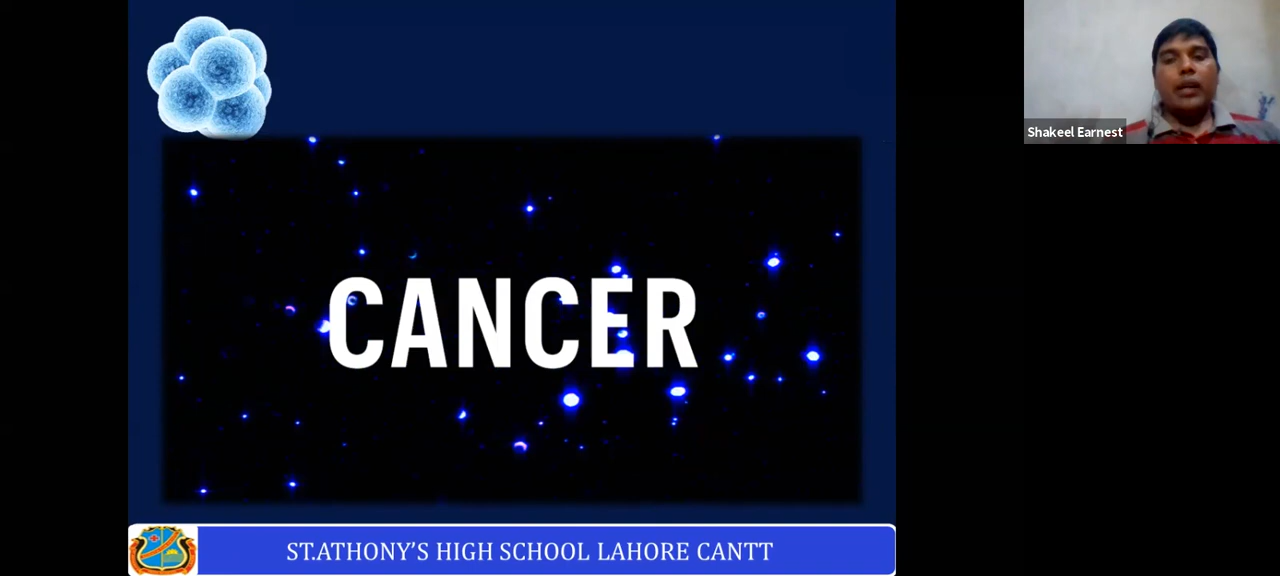 CANCER
Shakeel Earnest
ST.ATHONY'S HIGH SCHOOL LAHORE CANTT